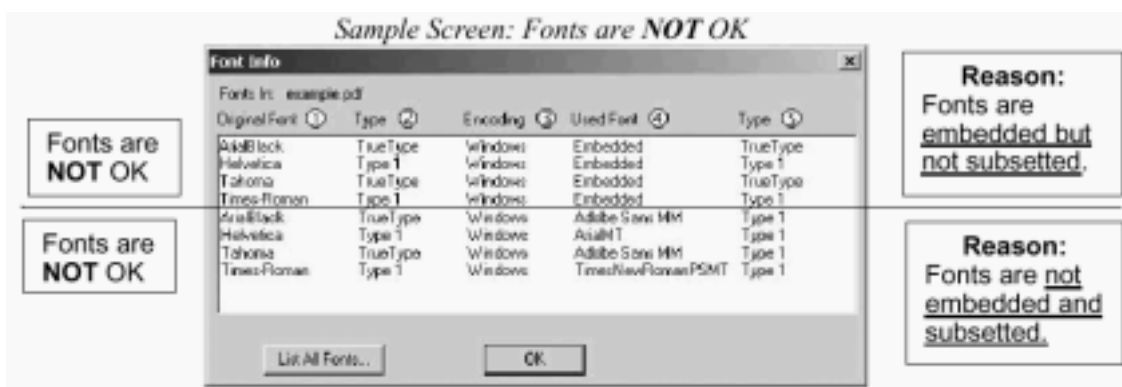 Sample Screen: Fonts are NOT OK
Font Info
Fonts In: example.pdf
Original Font ① Type ② Encoding ③ Used Font ④ Type ⑤
ArialBlack TrueType Windows Embedded TrueType
Helvetica Type 1 Windows Embedded Type 1
Tahoma TrueType Windows Embedded TrueType
Times-Roman Type 1 Windows Embedded Type 1
ArialBlack TrueType Windows Adobe Sans MM Type 1
Helvetica Type 1 Windows ArialMT Type 1
Tahoma TrueType Windows Adobe Sans MM Type 1
Times-Roman Type 1 Windows TimesNewRomanPSMT Type 1
List All Fonts... OK
Fonts are
NOT OK
Reason:
Fonts are
embedded but
not subsetted.
Fonts are
NOT OK
Reason:
Fonts are not
embedded and
subsetted.